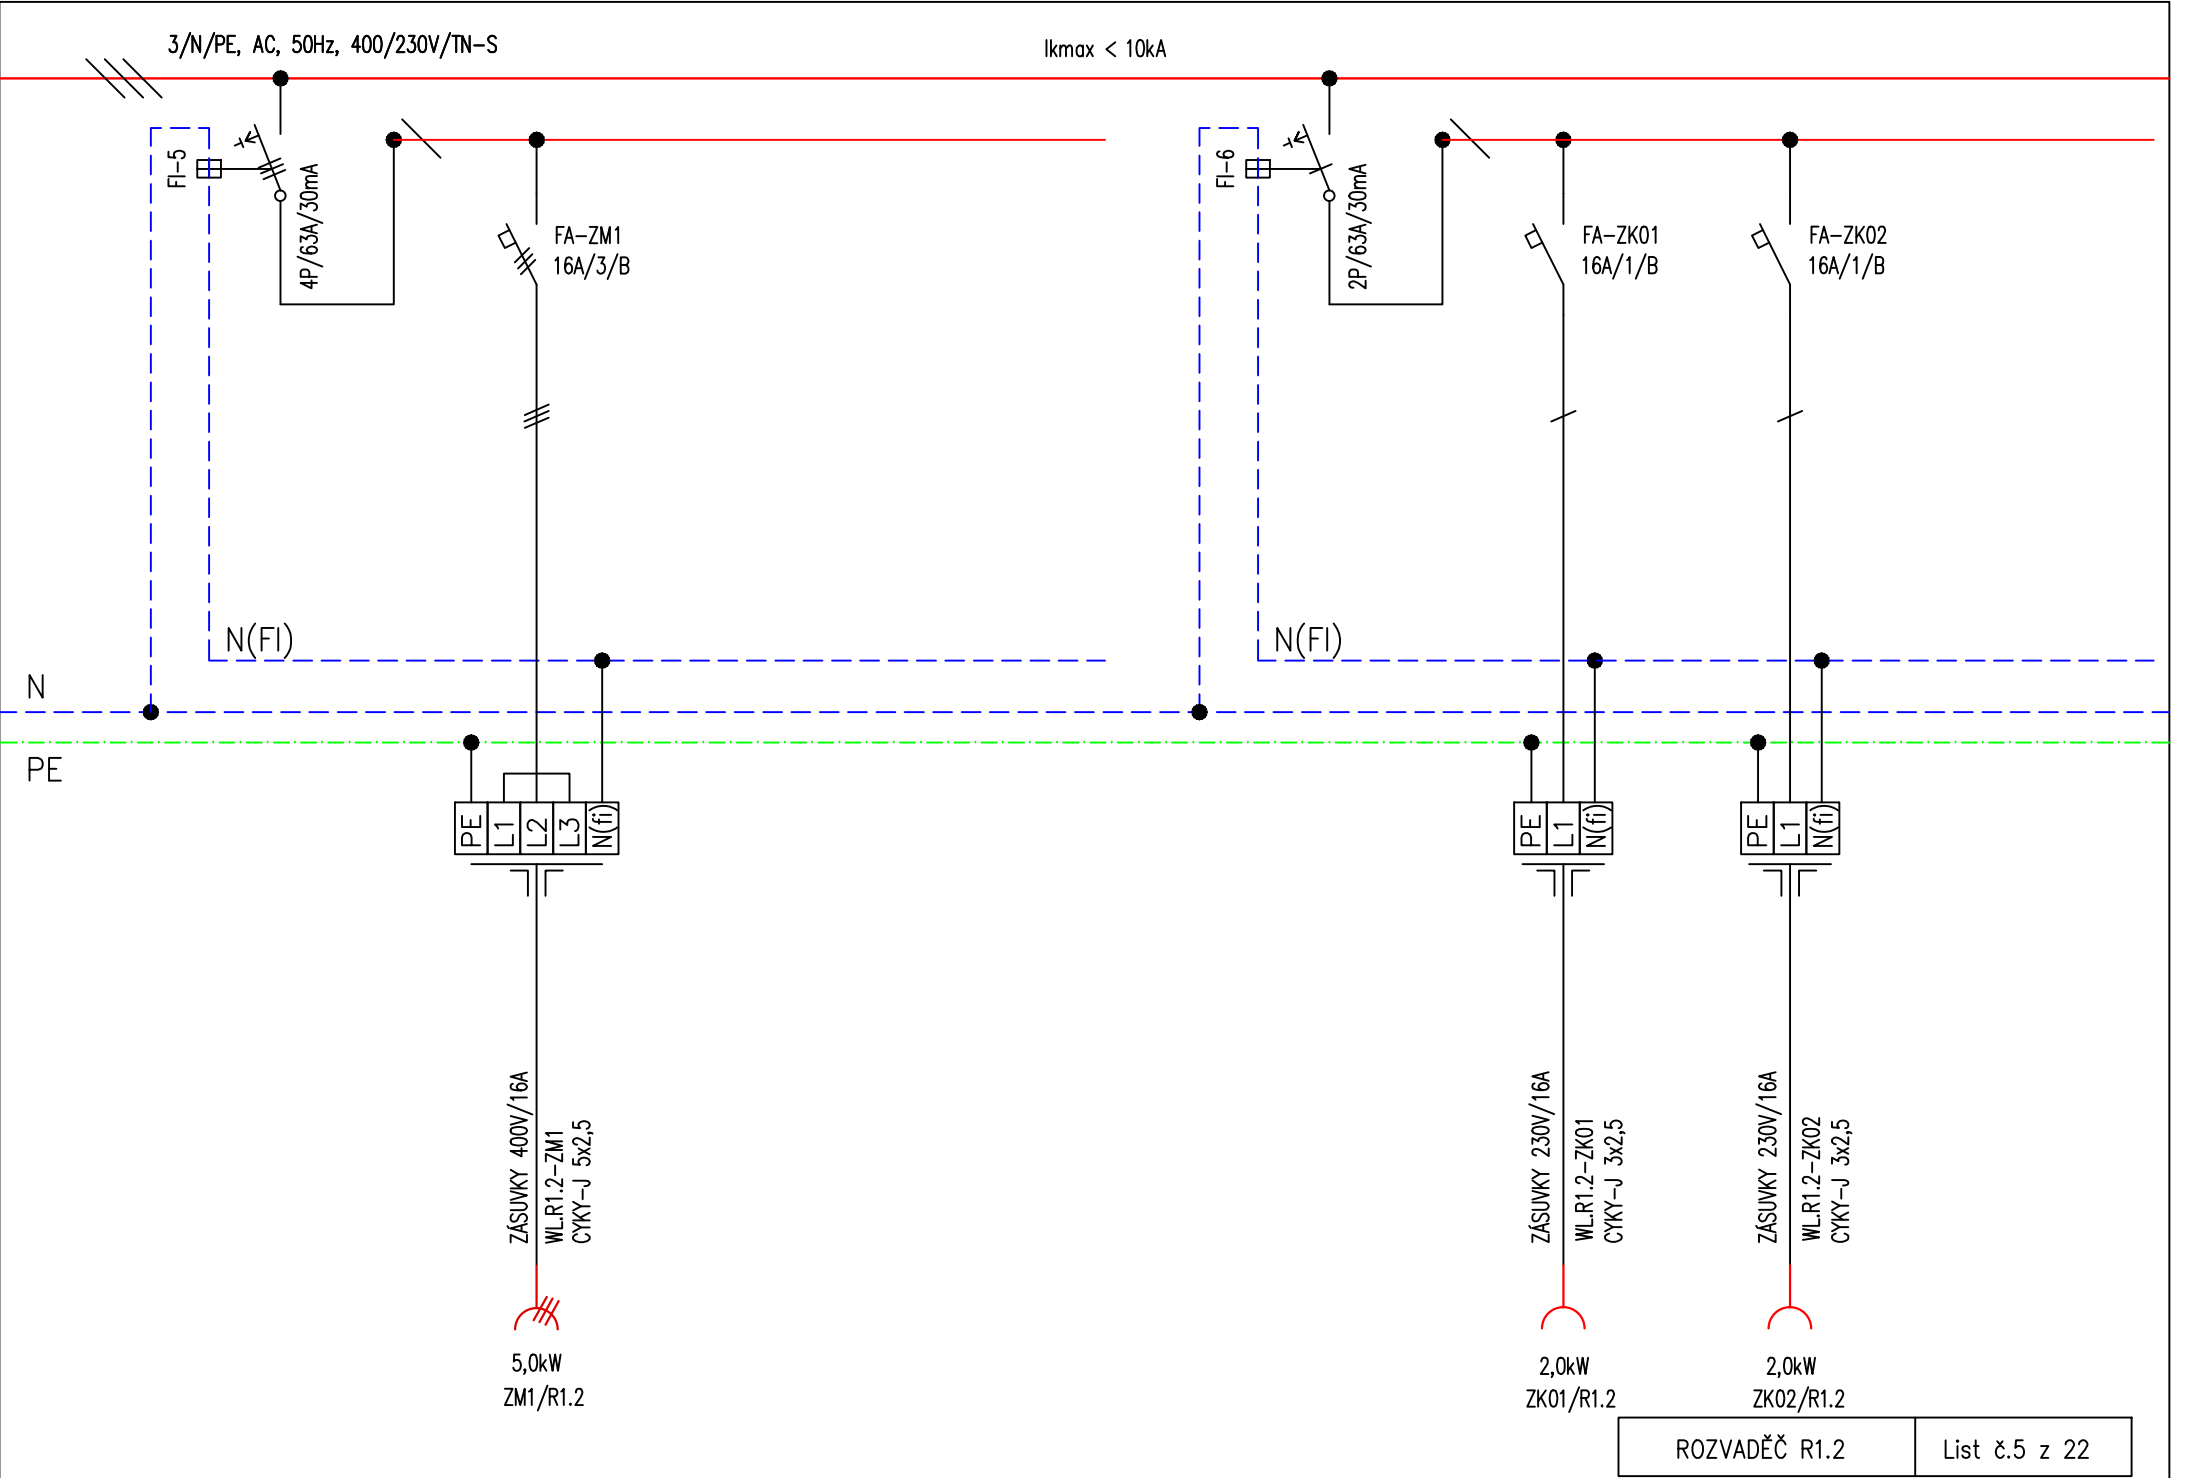 3/N/PE, AC, 50Hz, 400/230V/TN-S
Ikmax < 10kA
FI-5
4P/63A/30mA
FA-ZM1
16A/3/B
FI-6
2P/63A/30mA
FA-ZK01
16A/1/B
FA-ZK02
16A/1/B
N(FI)
N(FI)
N
PE
PE L1 L2 L3 N(fi)
PE L1 N(fi)
PE L1 N(fi)
ZÁSUVKY 400V/16A
WL.R1.2-ZM1
CYKY-J 5x2,5
ZÁSUVKY 230V/16A
WL.R1.2-ZK01
CYKY-J 3x2,5
ZÁSUVKY 230V/16A
WL.R1.2-ZK02
CYKY-J 3x2,5
5,0kW
ZM1/R1.2
2,0kW
ZK01/R1.2
2,0kW
ZK02/R1.2
ROZVADĚČ R1.2
List č.5 z 22